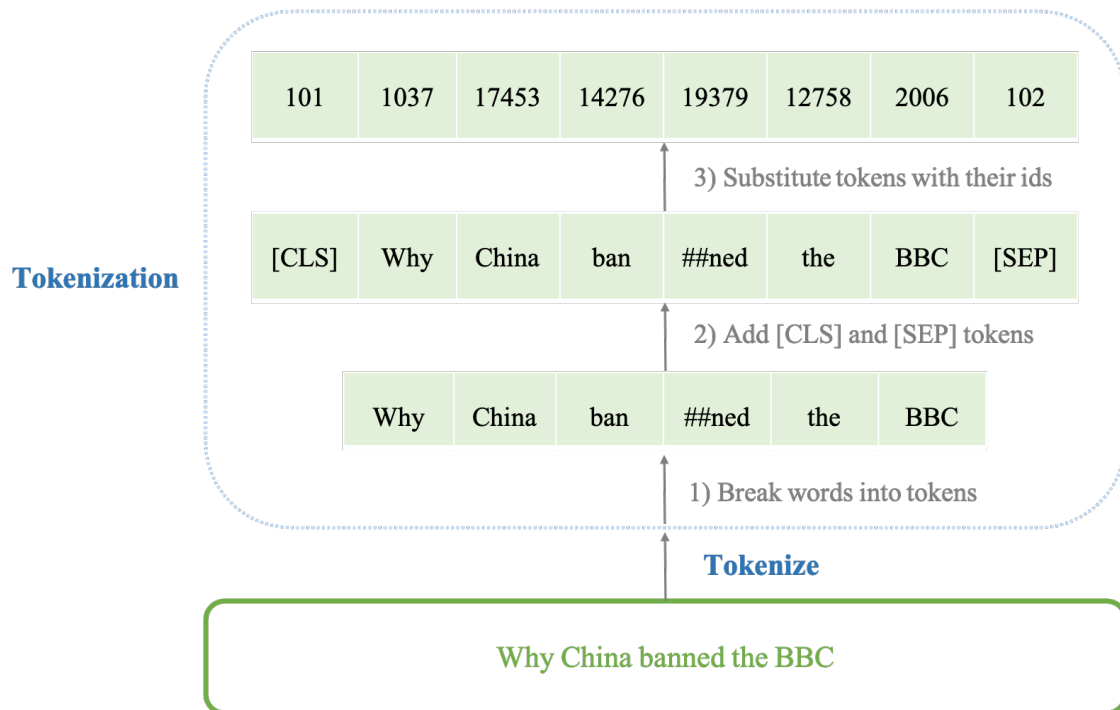 101 1037 17453 14276 19379 12758 2006 102
3) Substitute tokens with their ids
[CLS] Why China ban ##ned the BBC [SEP]
Tokenization
2) Add [CLS] and [SEP] tokens
Why China ban ##ned the BBC
1) Break words into tokens
Tokenize
Why China banned the BBC